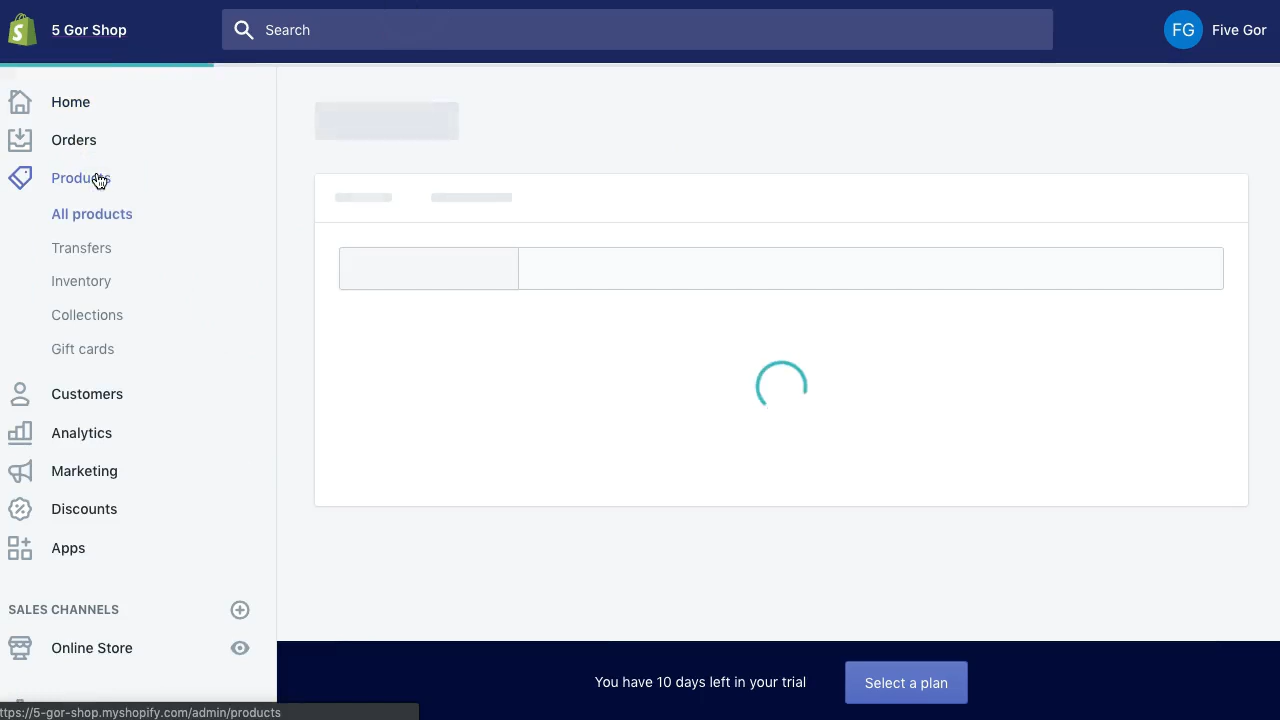 5 Gor Shop
Search
FG
Five Gor
Home
Orders
Products
All products
Transfers
Inventory
Collections
Gift cards
Customers
Analytics
Marketing
Discounts
Apps
SALES CHANNELS
Online Store
You have 10 days left in your trial
Select a plan
ttps://5-gor-shop.myshopify.com/admin/products